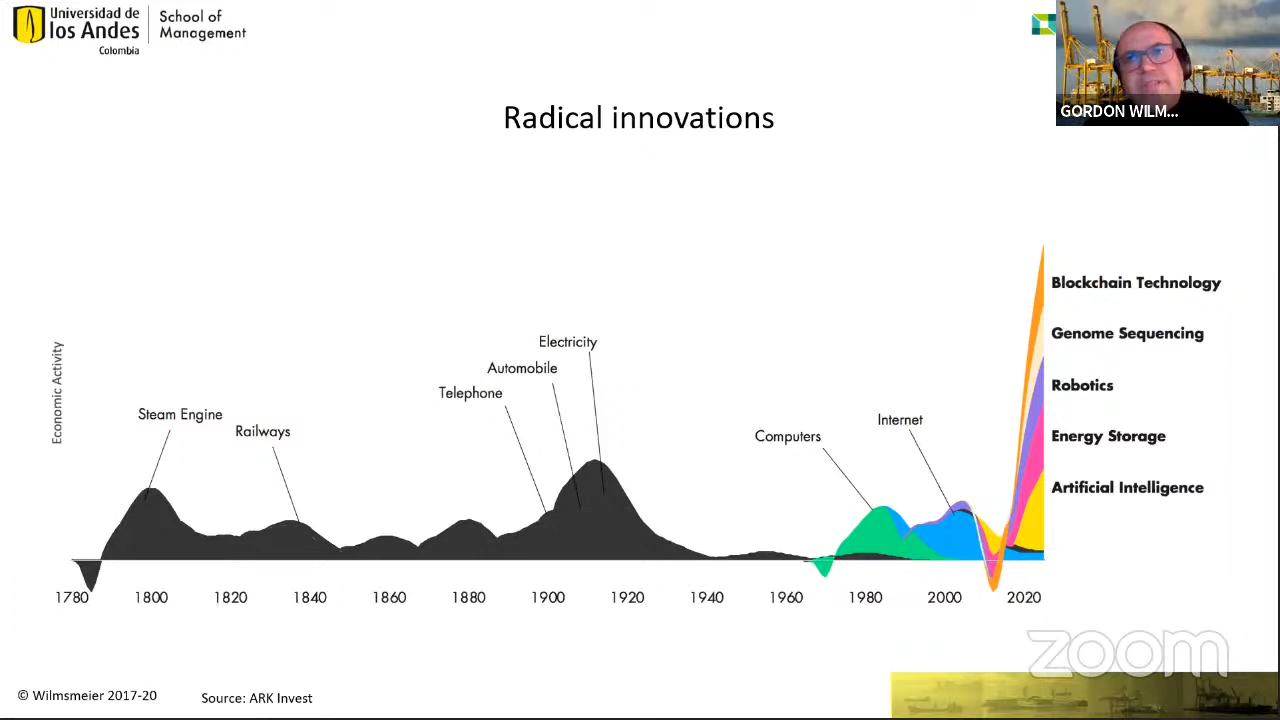 Universidad de
los Andes
Colombia
School of
Management
GORDON WILM...
Radical innovations
Economic Activity
Steam Engine
Railways
Telephone
Automobile
Electricity
Computers
Internet
Blockchain Technology
Genome Sequencing
Robotics
Energy Storage
Artificial Intelligence
1780 1800 1820 1840 1860 1880 1900 1920 1940 1960 1980 2000 2020
zoom
© Wilmsmeier 2017-20
Source: ARK Invest